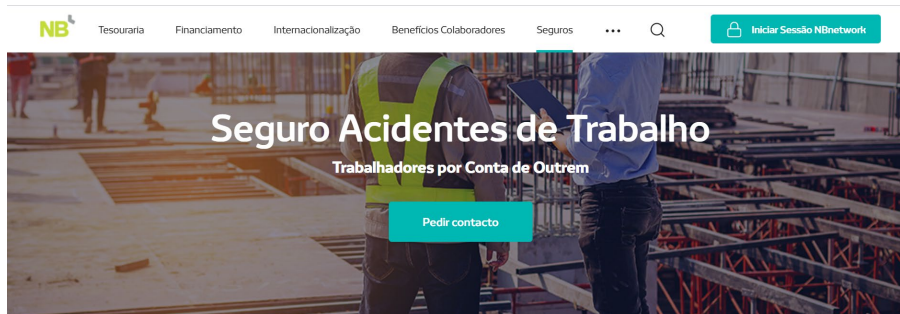 NB
Tesouraria
Financiamento
Internacionalização
Benefícios Colaboradores
Seguros
Iniciar Sessão NBnetwork
Seguro Acidentes de Trabalho
Trabalhadores por Conta de Outrem
Pedir contacto